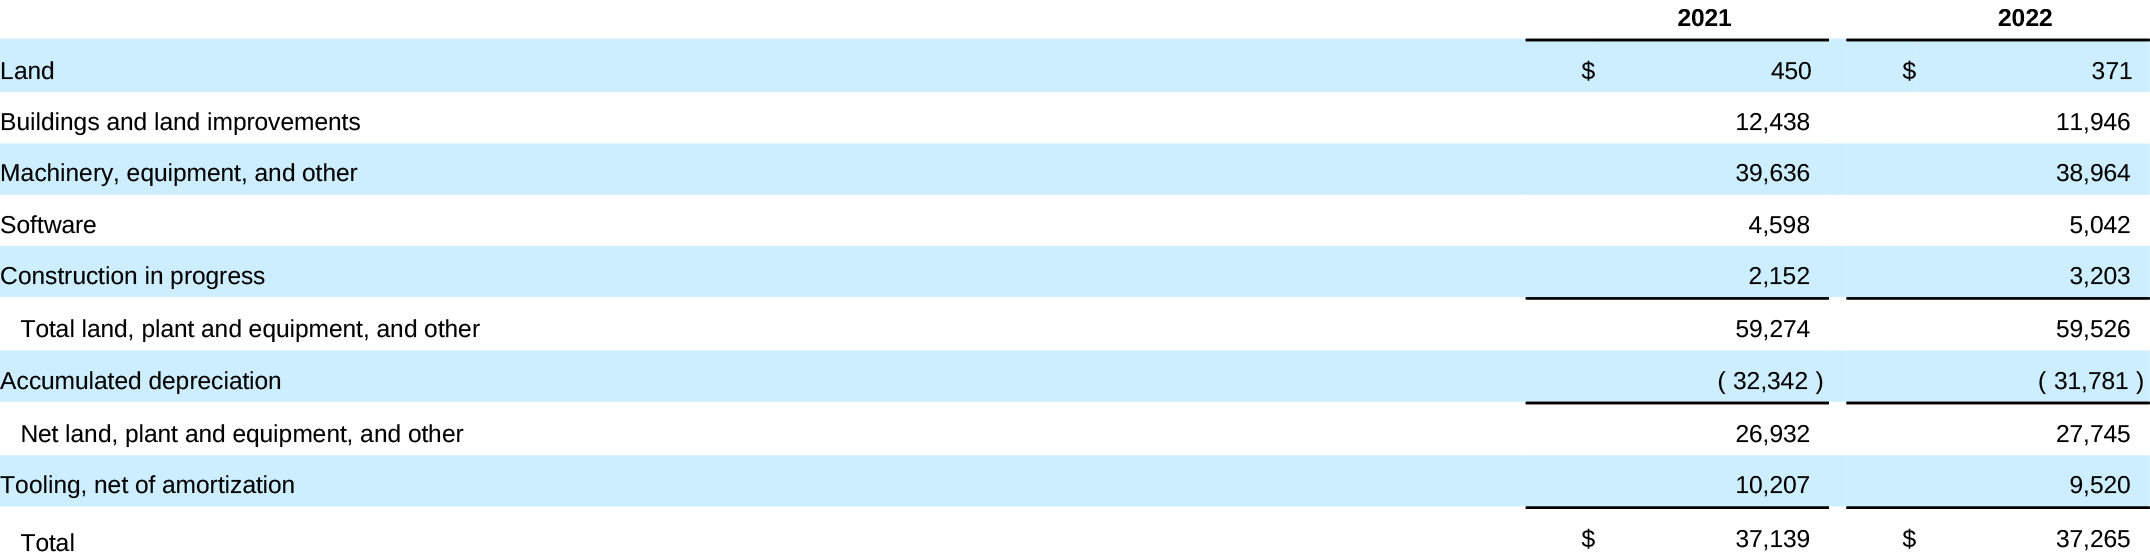 2021 2022
Land $ 450 $ 371
Buildings and land improvements 12,438 11,946
Machinery, equipment, and other 39,636 38,964
Software 4,598 5,042
Construction in progress 2,152 3,203
Total land, plant and equipment, and other 59,274 59,526
Accumulated depreciation ( 32,342 ) ( 31,781 )
Net land, plant and equipment, and other 26,932 27,745
Tooling, net of amortization 10,207 9,520
Total $ 37,139 $ 37,265